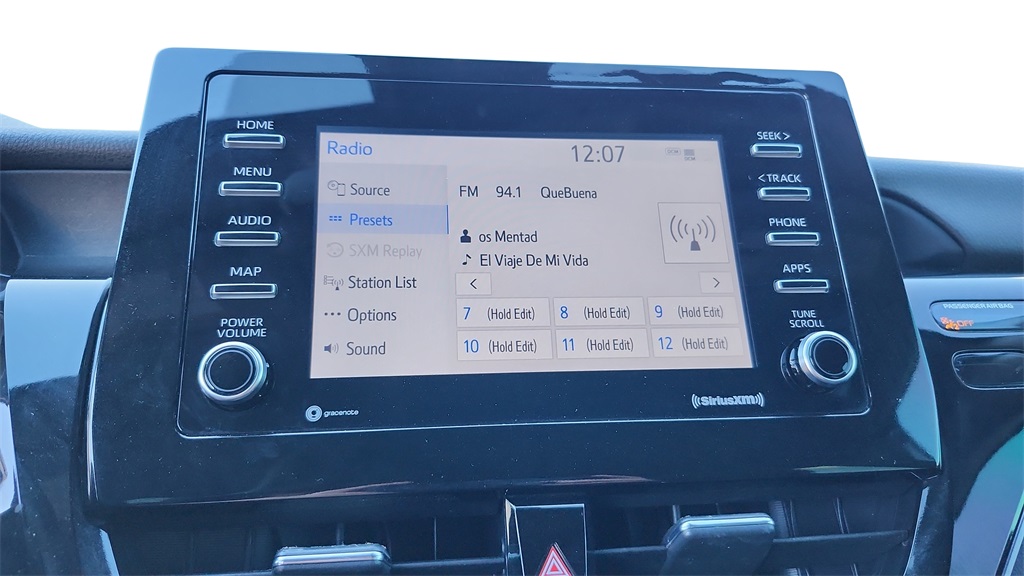 HOME
MENU
AUDIO
MAP
POWER
VOLUME
Radio
12:07
Source
Presets
SXM Replay
Station List
Options
Sound
FM 94.1 QueBuena
os Mentad
El Viaje De Mi Vida
<
>
7 (Hold Edit) 8 (Hold Edit) 9 (Hold Edit)
10 (Hold Edit) 11 (Hold Edit) 12 (Hold Edit)
SEEK >
< TRACK
PHONE
APPS
TUNE
SCROLL
gracenote
SiriusXM
PASSENGER AIR BAG
OFF